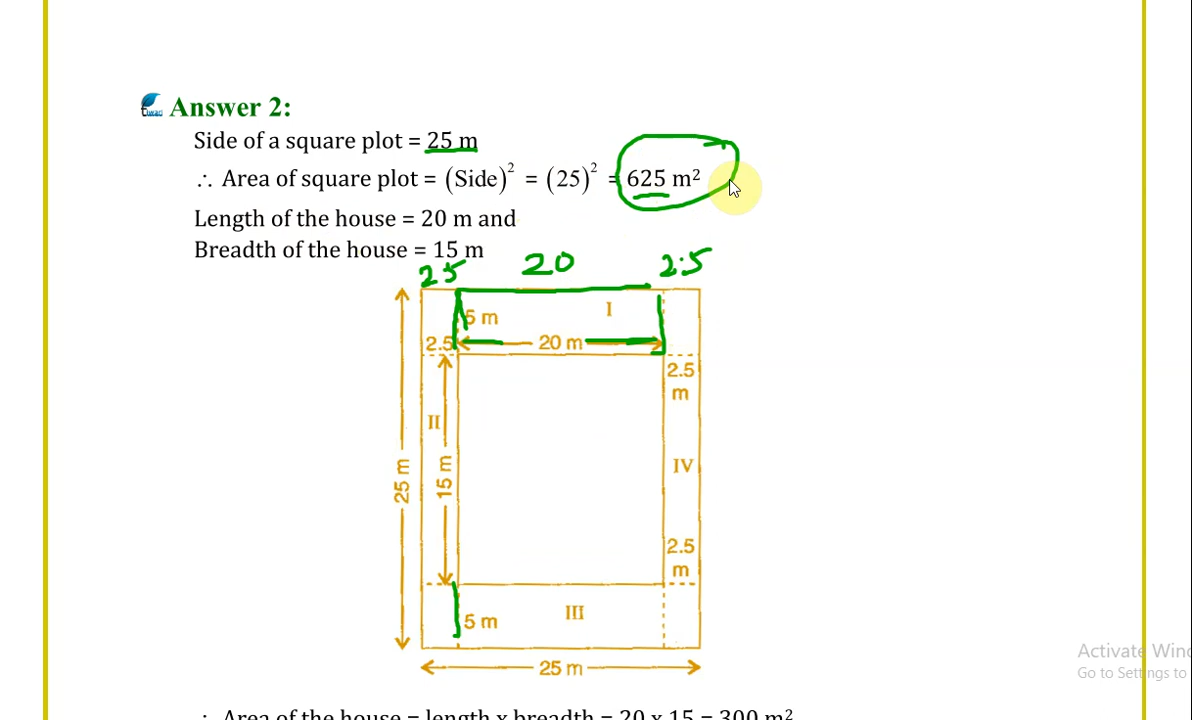 Answer 2:
Side of a square plot = 25 m
∴ Area of square plot = (Side)² = (25)² = 625 m²
Length of the house = 20 m and
Breadth of the house = 15 m
2.5 20 2.5
5 m I
2.5 20 m
2.5
m
II
25 m 15 m IV
2.5
m
5 m III
25 m
∴ Area of the house = length x breadth = 20 x 15 = 300 m²
Activate Win
Go to Settings to